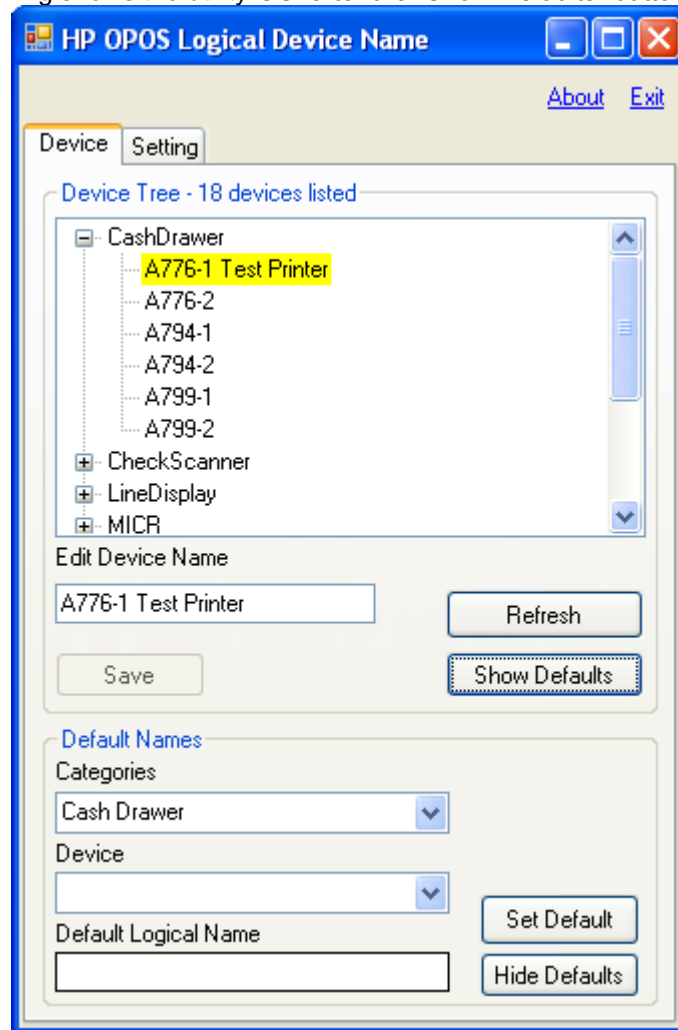 HP OPOS Logical Device Name
About Exit
Device Setting
Device Tree - 18 devices listed
CashDrawer
A776-1 Test Printer
A776-2
A794-1
A794-2
A799-1
A799-2
CheckScanner
LineDisplay
MICR
Edit Device Name
A776-1 Test Printer
Refresh
Save
Show Defaults
Default Names
Categories
Cash Drawer
Device
Set Default
Default Logical Name
Hide Defaults